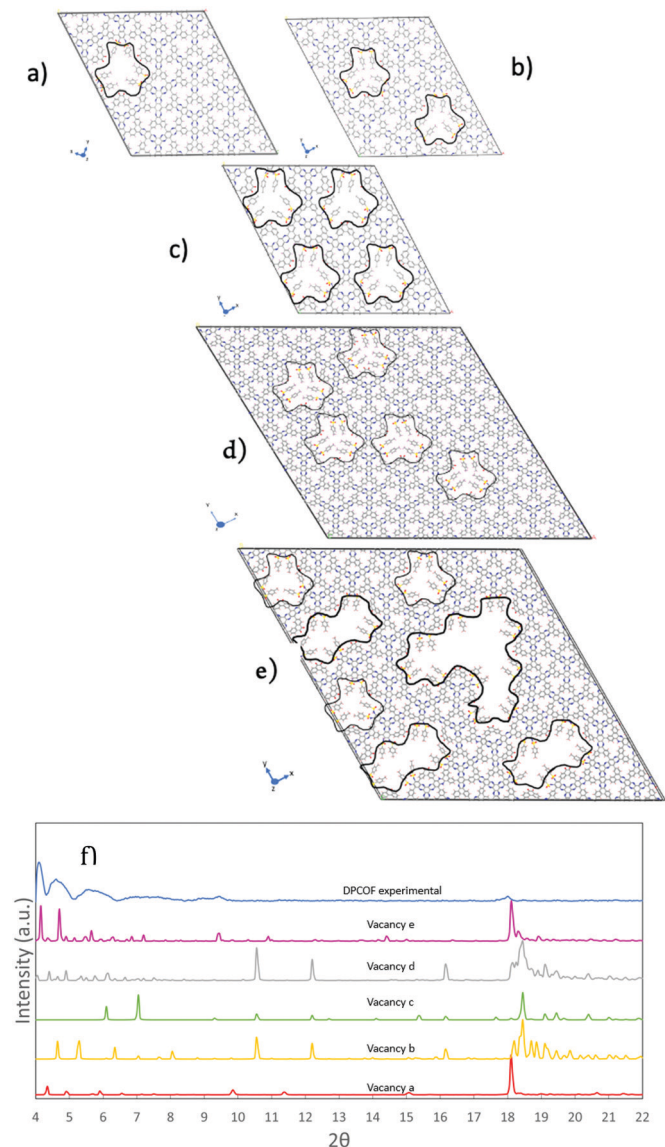 a)
b)
c)
d)
e)
f)
DPCOF experimental
Vacancy e
Vacancy d
Vacancy c
Vacancy b
Vacancy a
Intensity (a.u.)
4 5 6 7 8 9 10 11 12 13 14 15 16 17 18 19 20 21 22
2θ